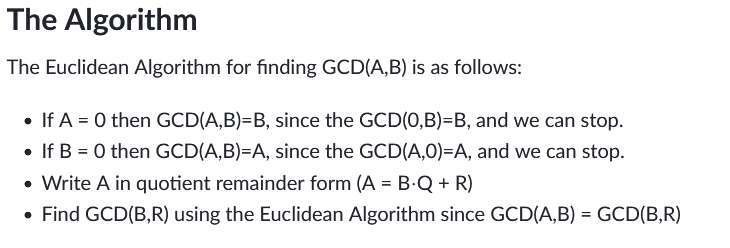 The Algorithm
The Euclidean Algorithm for finding GCD(A,B) is as follows:
• If A = 0 then GCD(A,B)=B, since the GCD(0,B)=B, and we can stop.
• If B = 0 then GCD(A,B)=A, since the GCD(A,0)=A, and we can stop.
• Write A in quotient remainder form (A = B⋅Q + R)
• Find GCD(B,R) using the Euclidean Algorithm since GCD(A,B) = GCD(B,R)